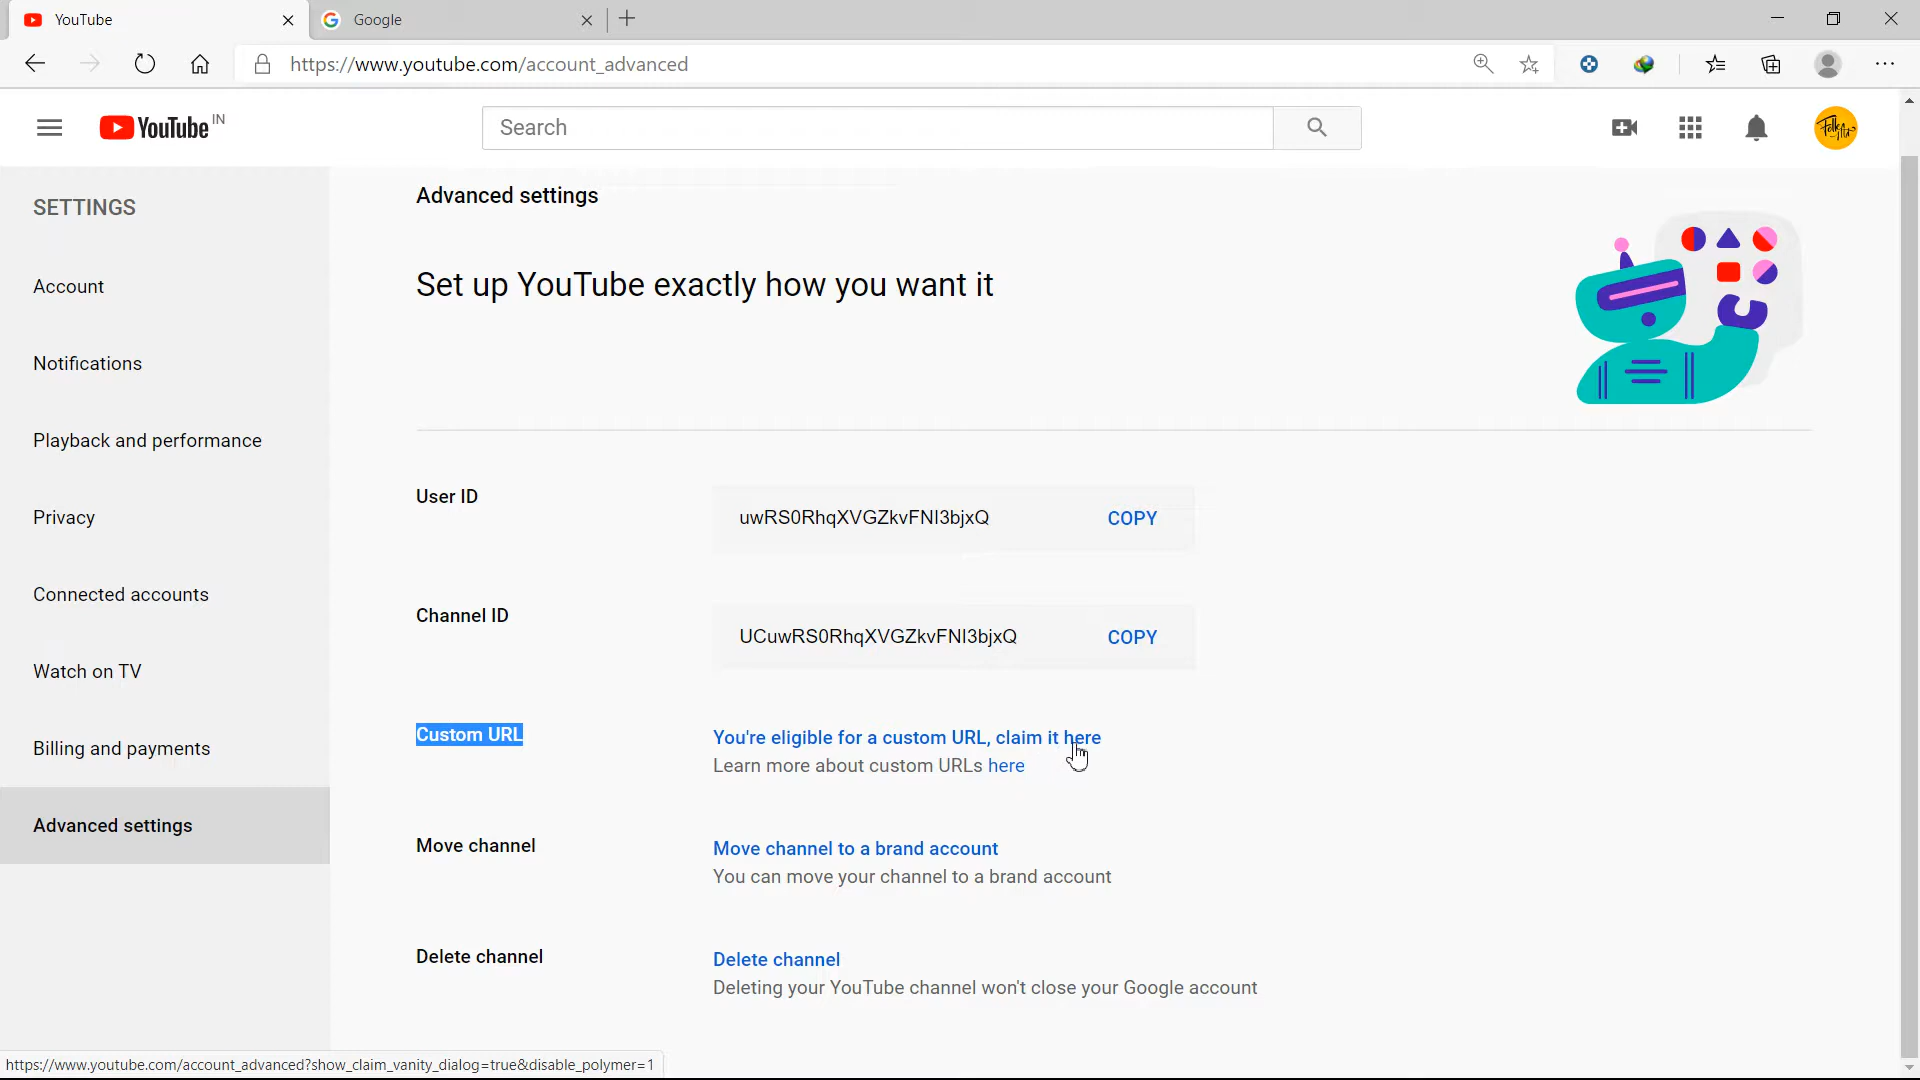 YouTube
Google
https://www.youtube.com/account_advanced
YouTube IN
Search
Folk Art
SETTINGS
Account
Notifications
Playback and performance
Privacy
Connected accounts
Watch on TV
Billing and payments
Advanced settings
Advanced settings
Set up YouTube exactly how you want it
User ID
uwRS0RhqXVGZkvFNI3bjxQ
COPY
Channel ID
UCuwRS0RhqXVGZkvFNI3bjxQ
COPY
Custom URL
You're eligible for a custom URL, claim it here
Learn more about custom URLs here
Move channel
Move channel to a brand account
You can move your channel to a brand account
Delete channel
Delete channel
Deleting your YouTube channel won't close your Google account
https://www.youtube.com/account_advanced?show_claim_vanity_dialog=true&disable_polymer=1